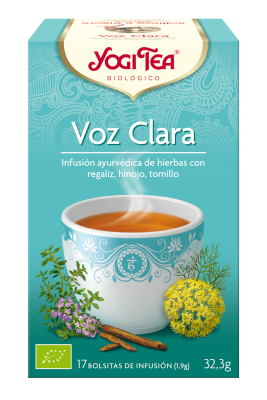 YOGI TEA
BIOLÓGICO
Voz Clara
Infusión ayurvédica de hierbas con
regaliz, hinojo, tomillo
17 BOLSITAS DE INFUSIÓN (1,9g) 32,3g